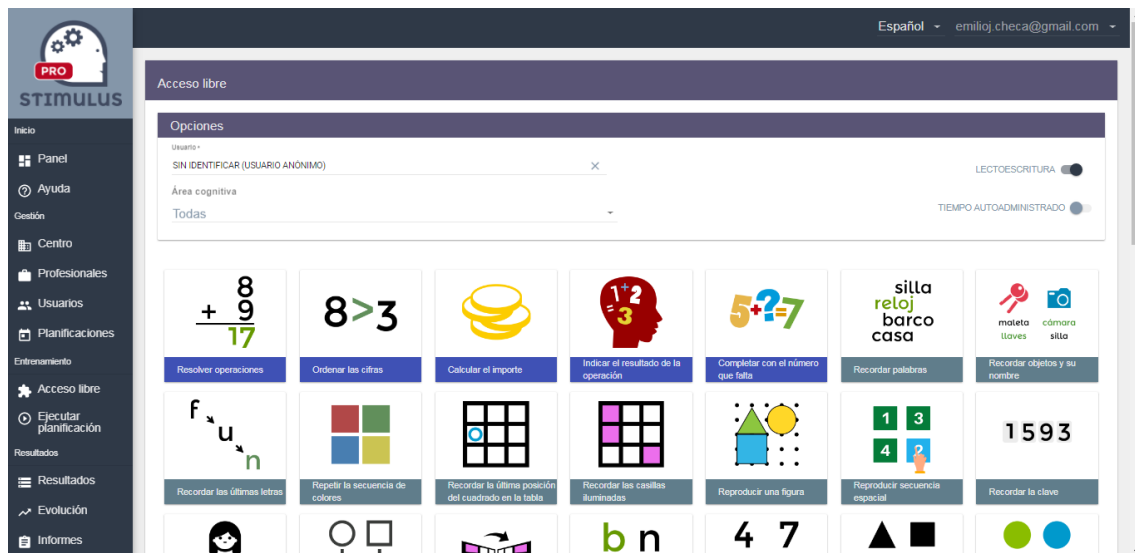 Español
emilioj.checa@gmail.com
PRO
STIMULUS
Inicio
Panel
Ayuda
Gestión
Centro
Profesionales
Usuarios
Planificaciones
Entrenamiento
Acceso libre
Ejecutar
planificación
Resultados
Resultados
Evolución
Informes
Acceso libre
Opciones
Usuario *
SIN IDENTIFICAR (USUARIO ANÓNIMO)
LECTOESCRITURA
Área cognitiva
Todas
TIEMPO AUTOADMINISTRADO
8
+ 9
17
Resolver operaciones
8>3
Ordenar las cifras
Calcular el importe
1+2
=3
Indicar el resultado de la
operación
5+?=7
Completar con el número
que falta
silla
reloj
barco
casa
Recordar palabras
maleta cámara
llaves silla
Recordar objetos y su
nombre
f
u
n
Recordar las últimas letras
Repetir la secuencia de
colores
Recordar la última posición
del cuadrado en la tabla
Recordar las casillas
iluminadas
Reproducir una figura
1 3
4 2
Reproducir secuencia
espacial
1593
Recordar la clave
b n
4 7